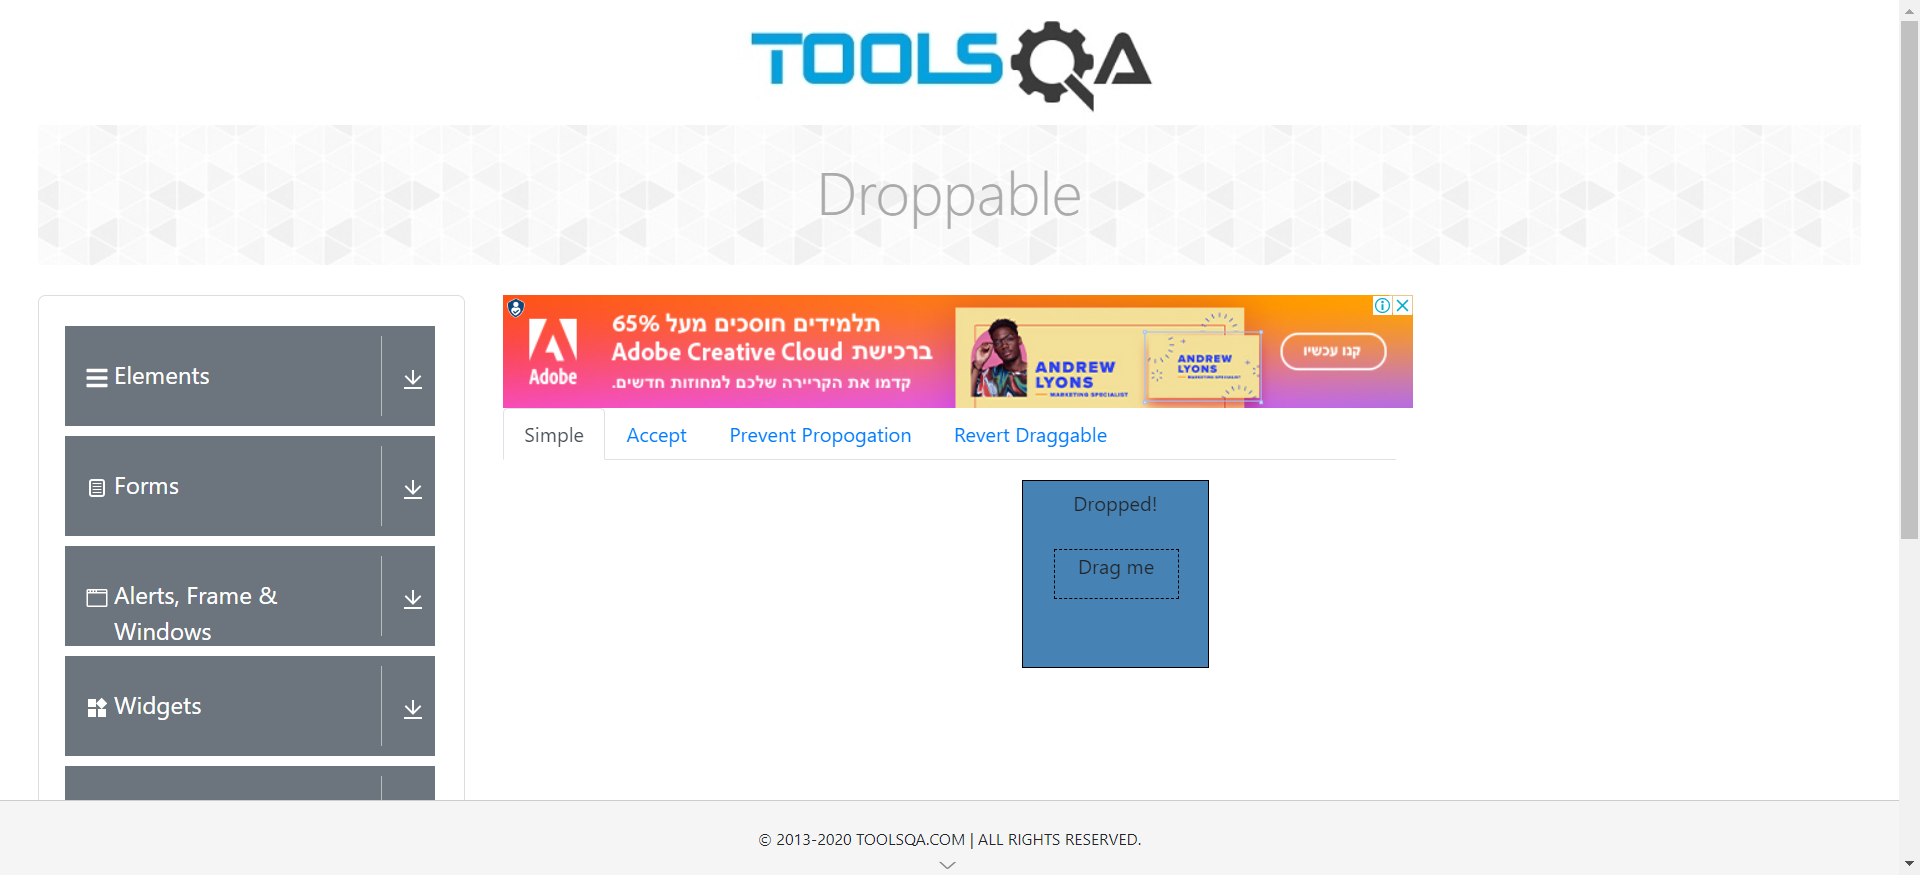 TOOLSQA
Droppable
Elements
Forms
Alerts, Frame &
Windows
Widgets
Adobe
תלמידים חוסכים מעל 65%
ברכישת Adobe Creative Cloud
קדמו את הקריירה שלכם למחוזות חדשים.
ANDREW
LYONS
MARKETING SPECIALIST
ANDREW
LYONS
MARKETING SPECIALIST
קנו עכשיו
Simple
Accept
Prevent Propogation
Revert Draggable
Dropped!
Drag me
© 2013-2020 TOOLSQA.COM | ALL RIGHTS RESERVED.